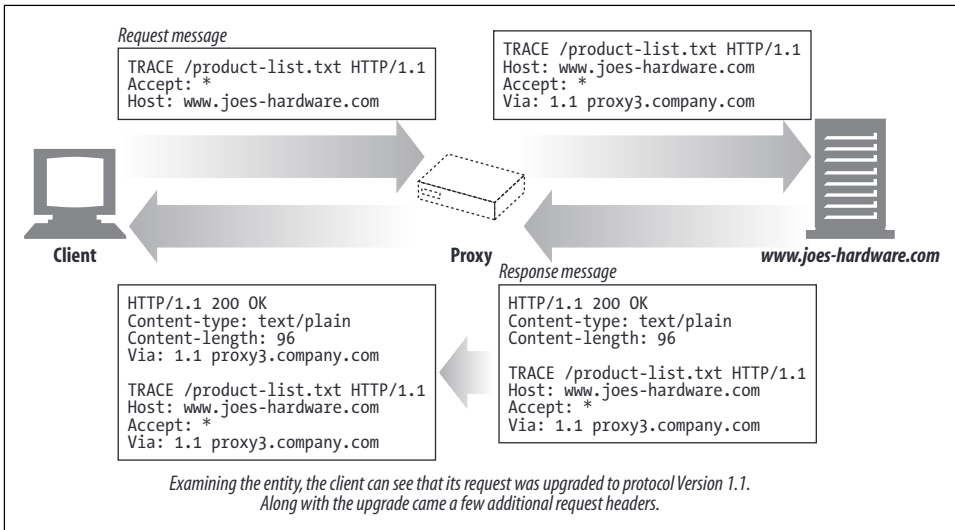 Request message
TRACE /product-list.txt HTTP/1.1
Accept: *
Host: www.joes-hardware.com
TRACE /product-list.txt HTTP/1.1
Host: www.joes-hardware.com
Accept: *
Via: 1.1 proxy3.company.com
Client
Proxy
www.joes-hardware.com
HTTP/1.1 200 OK
Content-type: text/plain
Content-length: 96
Via: 1.1 proxy3.company.com
TRACE /product-list.txt HTTP/1.1
Host: www.joes-hardware.com
Accept: *
Via: 1.1 proxy3.company.com
Response message
HTTP/1.1 200 OK
Content-type: text/plain
Content-length: 96
TRACE /product-list.txt HTTP/1.1
Host: www.joes-hardware.com
Accept: *
Via: 1.1 proxy3.company.com
Examining the entity, the client can see that its request was upgraded to protocol Version 1.1.
Along with the upgrade came a few additional request headers.